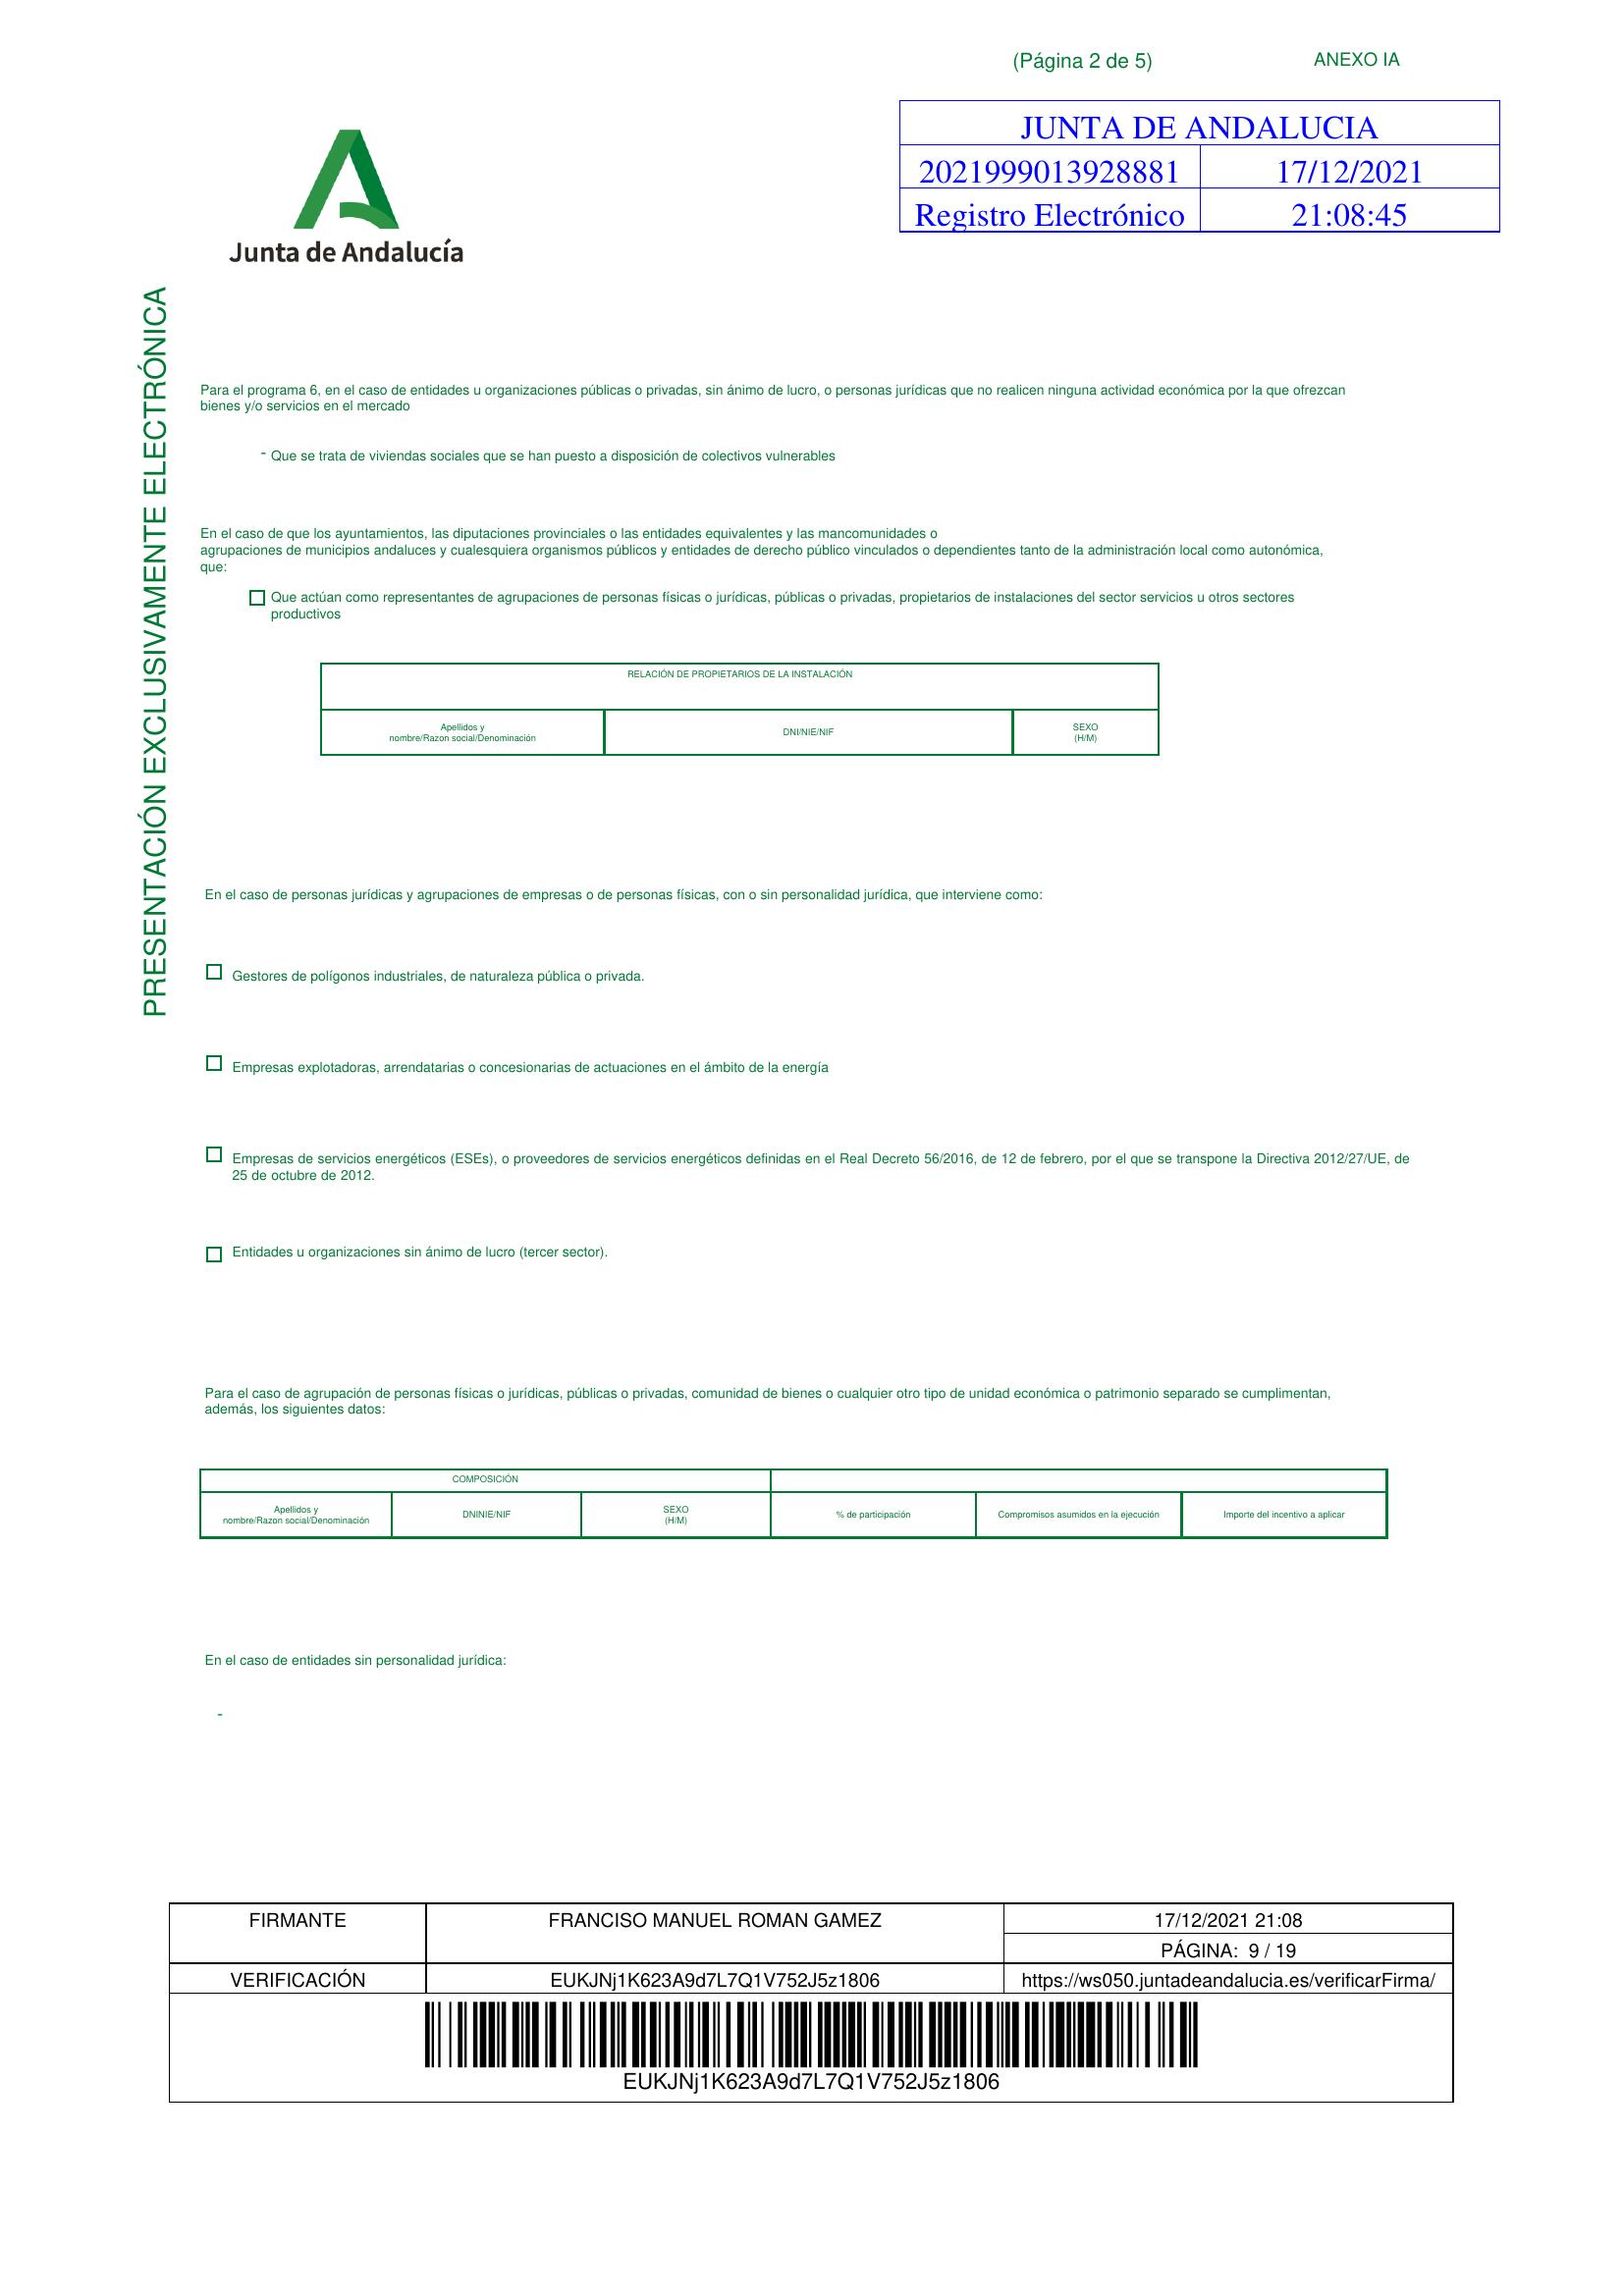 (Página 2 de 5)
ANEXO IA
JUNTA DE ANDALUCIA
2021999013928881
17/12/2021
Registro Electrónico
21:08:45
Junta de Andalucía
PRESENTACIÓN EXCLUSIVAMENTE ELECTRÓNICA
Para el programa 6, en el caso de entidades u organizaciones públicas o privadas, sin ánimo de lucro, o personas jurídicas que no realicen ninguna actividad económica por la que ofrezcan
bienes y/o servicios en el mercado
- Que se trata de viviendas sociales que se han puesto a disposición de colectivos vulnerables
En el caso de que los ayuntamientos, las diputaciones provinciales o las entidades equivalentes y las mancomunidades o
agrupaciones de municipios andaluces y cualesquiera organismos públicos y entidades de derecho público vinculados o dependientes tanto de la administración local como autonómica,
que:
Que actúan como representantes de agrupaciones de personas físicas o jurídicas, públicas o privadas, propietarios de instalaciones del sector servicios u otros sectores
productivos
RELACIÓN DE PROPIETARIOS DE LA INSTALACIÓN
Apellidos y
nombre/Razon social/Denominación
DNI/NIE/NIF
SEXO
(H/M)
En el caso de personas jurídicas y agrupaciones de empresas o de personas físicas, con o sin personalidad jurídica, que interviene como:
Gestores de polígonos industriales, de naturaleza pública o privada.
Empresas explotadoras, arrendatarias o concesionarias de actuaciones en el ámbito de la energía
Empresas de servicios energéticos (ESEs), o proveedores de servicios energéticos definidas en el Real Decreto 56/2016, de 12 de febrero, por el que se transpone la Directiva 2012/27/UE, de
25 de octubre de 2012.
Entidades u organizaciones sin ánimo de lucro (tercer sector).
Para el caso de agrupación de personas físicas o jurídicas, públicas o privadas, comunidad de bienes o cualquier otro tipo de unidad económica o patrimonio separado se cumplimentan,
además, los siguientes datos:
COMPOSICIÓN
Apellidos y
nombre/Razon social/Denominación
DNINIE/NIF
SEXO
(H/M)
% de participación
Compromisos asumidos en la ejecución
Importe del incentivo a aplicar
En el caso de entidades sin personalidad jurídica:
-
FIRMANTE
FRANCISO MANUEL ROMAN GAMEZ
17/12/2021 21:08
PÁGINA: 9 / 19
VERIFICACIÓN
EUKJNj1K623A9d7L7Q1V752J5z1806
https://ws050.juntadeandalucia.es/verificarFirma/
EUKJNj1K623A9d7L7Q1V752J5z1806